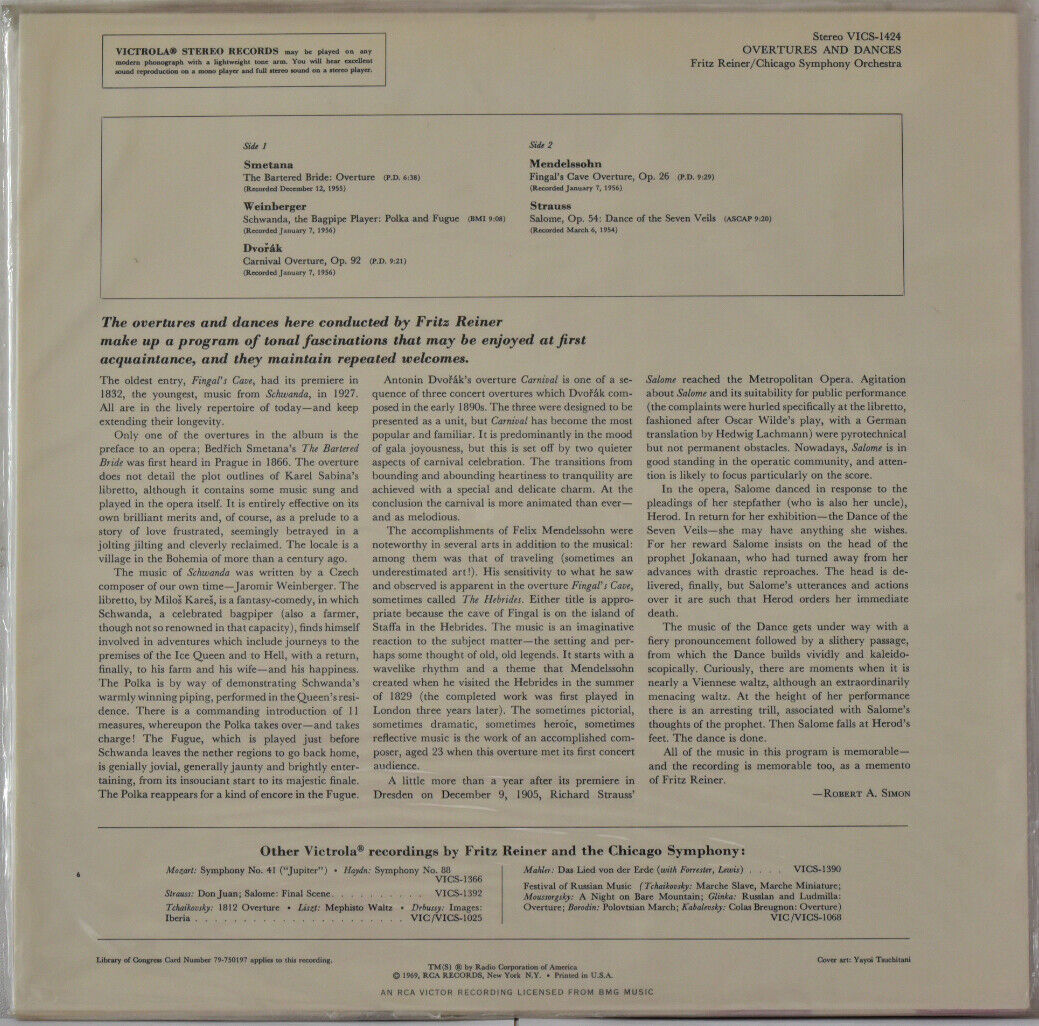 VICTROLA® STEREO RECORDS may be played on any
modern phonograph with a lightweight tone arm. You will hear excellent
sound reproduction on a mono player and full stereo sound on a stereo player.
Stereo VICS-1424
OVERTURES AND DANCES
Fritz Reiner/Chicago Symphony Orchestra
Side 1
Smetana
The Bartered Bride: Overture (P.D. 6:38)
(Recorded December 12, 1955)
Weinberger
Schwanda, the Bagpipe Player: Polka and Fugue (BMI 9:08)
(Recorded January 7, 1956)
Dvořák
Carnival Overture, Op. 92 (P.D. 9:21)
(Recorded January 7, 1956)
Side 2
Mendelssohn
Fingal's Cave Overture, Op. 26 (P.D. 9:29)
(Recorded January 7, 1956)
Strauss
Salome, Op. 54: Dance of the Seven Veils (ASCAP 9:20)
(Recorded March 6, 1954)
The overtures and dances here conducted by Fritz Reiner
make up a program of tonal fascinations that may be enjoyed at first
acquaintance, and they maintain repeated welcomes.
The oldest entry, Fingal's Cave, had its premiere in
1832, the youngest, music from Schwanda, in 1927.
All are in the lively repertoire of today—and keep
extending their longevity.
Only one of the overtures in the album is the
preface to an opera; Bedřich Smetana's The Bartered
Bride was first heard in Prague in 1866. The overture
does not detail the plot outlines of Karel Sabina's
libretto, although it contains some music sung and
played in the opera itself. It is entirely effective on its
own brilliant merits and, of course, as a prelude to a
story of love frustrated, seemingly betrayed in a
jolting jilting and cleverly reclaimed. The locale is a
village in the Bohemia of more than a century ago.
The music of Schwanda was written by a Czech
composer of our own time—Jaromir Weinberger. The
libretto, by Miloš Kareš, is a fantasy-comedy, in which
Schwanda, a celebrated bagpiper (also a farmer,
though not so renowned in that capacity), finds himself
involved in adventures which include journeys to the
premises of the Ice Queen and to Hell, with a return,
finally, to his farm and his wife—and his happiness.
The Polka is by way of demonstrating Schwanda's
warmly winning piping, performed in the Queen's resi-
dence. There is a commanding introduction of 11
measures, whereupon the Polka takes over—and takes
charge! The Fugue, which is played just before
Schwanda leaves the nether regions to go back home,
is genially jovial, generally jaunty and brightly enter-
taining, from its insouciant start to its majestic finale.
The Polka reappears for a kind of encore in the Fugue.
Antonin Dvořák's overture Carnival is one of a se-
quence of three concert overtures which Dvořák com-
posed in the early 1890s. The three were designed to be
presented as a unit, but Carnival has become the most
popular and familiar. It is predominantly in the mood
of gala joyousness, but this is set off by two quieter
aspects of carnival celebration. The transitions from
bounding and abounding heartiness to tranquility are
achieved with a special and delicate charm. At the
conclusion the carnival is more animated than ever—
and as melodious.
The accomplishments of Felix Mendelssohn were
noteworthy in several arts in addition to the musical:
among them was that of traveling (sometimes an
underestimated art!). His sensitivity to what he saw
and observed is apparent in the overture Fingal's Cave,
sometimes called The Hebrides. Either title is appro-
priate because the cave of Fingal is on the island of
Staffa in the Hebrides. The music is an imaginative
reaction to the subject matter—the setting and per-
haps some thought of old, old legends. It starts with a
wavelike rhythm and a theme that Mendelssohn
created when he visited the Hebrides in the summer
of 1829 (the completed work was first played in
London three years later). The sometimes pictorial,
sometimes dramatic, sometimes heroic, sometimes
reflective music is the work of an accomplished com-
poser, aged 23 when this overture met its first concert
audience.
A little more than a year after its premiere in
Dresden on December 9, 1905, Richard Strauss'
Salome reached the Metropolitan Opera. Agitation
about Salome and its suitability for public performance
(the complaints were hurled specifically at the libretto,
fashioned after Oscar Wilde's play, with a German
translation by Hedwig Lachmann) were pyrotechnical
but not permanent obstacles. Nowadays, Salome is in
good standing in the operatic community, and atten-
tion is likely to focus particularly on the score.
In the opera, Salome danced in response to the
pleadings of her stepfather (who is also her uncle),
Herod. In return for her exhibition—the Dance of the
Seven Veils—she may have anything she wishes.
For her reward Salome insists on the head of the
prophet Jokanaan, who had turned away from her
advances with drastic reproaches. The head is de-
livered, finally, but Salome's utterances and actions
over it are such that Herod orders her immediate
death.
The music of the Dance gets under way with a
fiery pronouncement followed by a slithery passage,
from which the Dance builds vividly and kaleido-
scopically. Curiously, there are moments when it is
nearly a Viennese waltz, although an extraordinarily
menacing waltz. At the height of her performance
there is an arresting trill, associated with Salome's
thoughts of the prophet. Then Salome falls at Herod's
feet. The dance is done.
All of the music in this program is memorable—
and the recording is memorable too, as a memento
of Fritz Reiner.
—ROBERT A. SIMON
Other Victrola® recordings by Fritz Reiner and the Chicago Symphony:
Mozart: Symphony No. 41 ("Jupiter") • Haydn: Symphony No. 88
VICS-1366
Strauss: Don Juan; Salome: Final Scene . . . . . . . . . . VICS-1392
Tchaikovsky: 1812 Overture • Liszt: Mephisto Waltz • Debussy: Images:
Iberia . . . . . . . . . . . . . . . . . . . . . . VIC/VICS-1025
Mahler: Das Lied von der Erde (with Forrester, Lewis) . . . . . VICS-1390
Festival of Russian Music (Tchaikovsky: Marche Slave, Marche Miniature;
Moussorgsky: A Night on Bare Mountain; Glinka: Russlan and Ludmilla:
Overture; Borodin: Polovtsian March; Kabalevsky: Colas Breugnon: Overture)
VIC/VICS-1068
Library of Congress Card Number 79-750197 applies to this recording.
Cover art: Yayoi Tsuchitani
TM(S) ® by Radio Corporation of America
© 1969, RCA RECORDS, New York N.Y. • Printed in U.S.A.
AN RCA VICTOR RECORDING LICENSED FROM BMG MUSIC